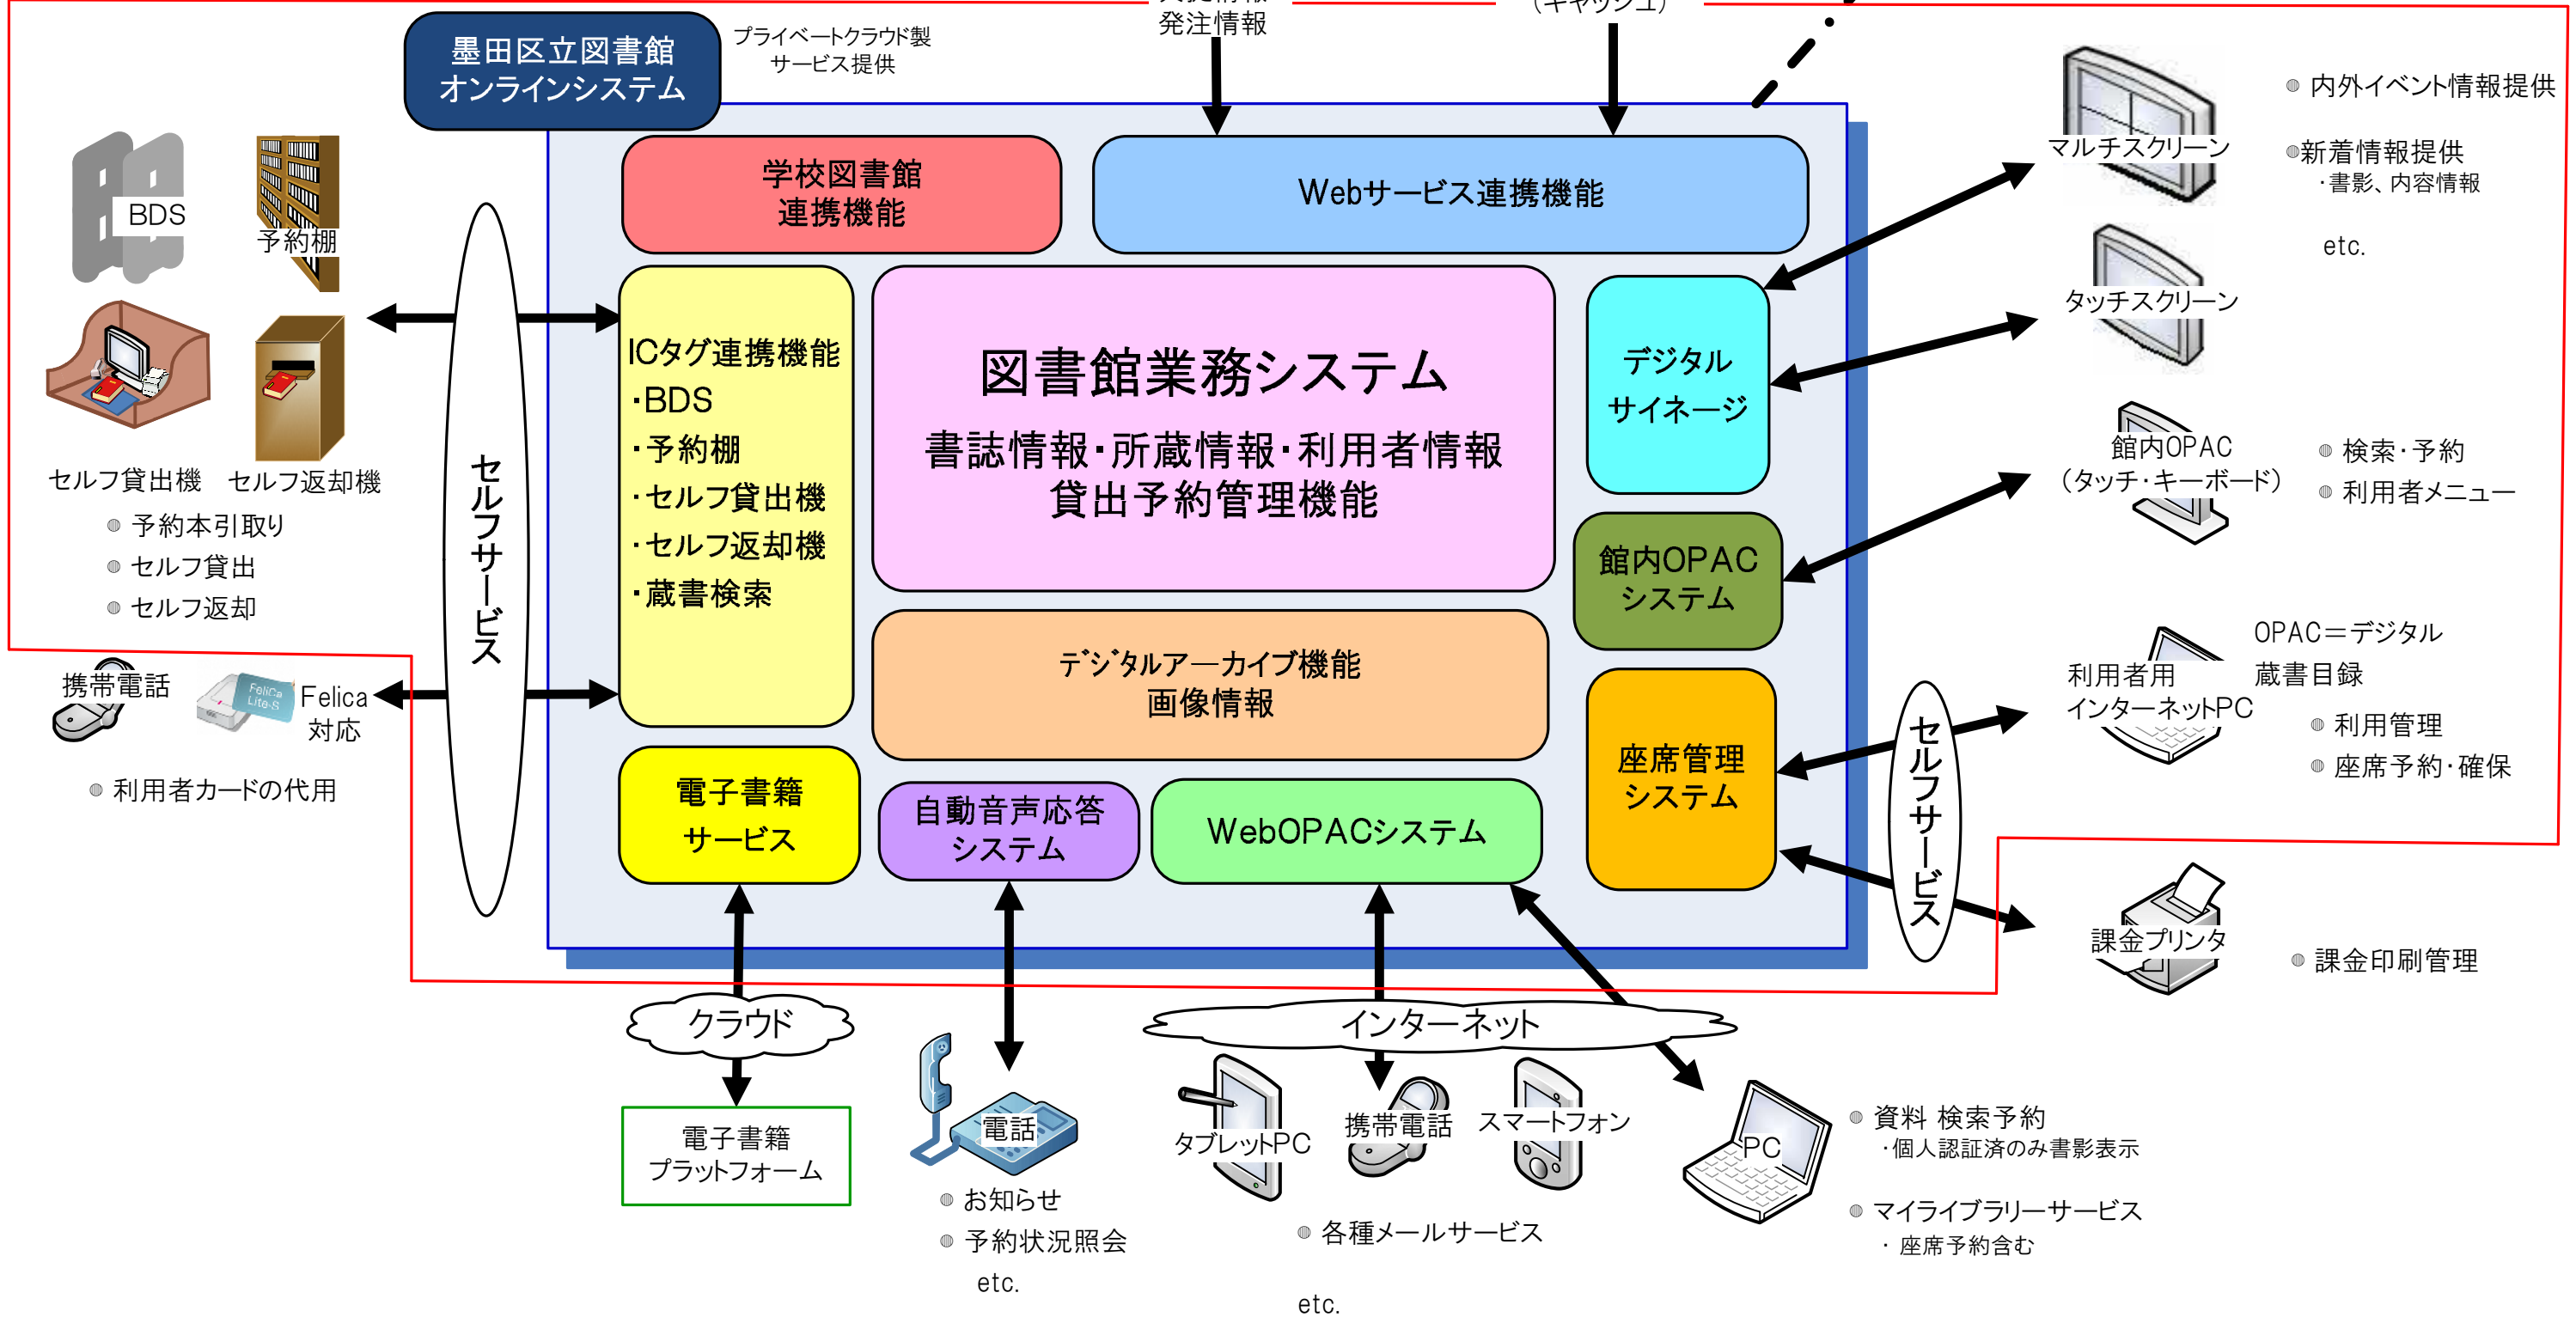 発注情報
（キャッシュ）
墨田区立図書館
オンラインシステム
プライベートクラウド製
サービス提供
BDS
予約棚
セルフ貸出機
セルフ返却機
予約本引取り
セルフ貸出
セルフ返却
携帯電話
FeliCa
Lite-S
Felica
対応
利用者カードの代用
セルフサービス
学校図書館
連携機能
Webサービス連携機能
ICタグ連携機能
・BDS
・予約棚
・セルフ貸出機
・セルフ返却機
・蔵書検索
図書館業務システム
書誌情報・所蔵情報・利用者情報
貸出予約管理機能
デジタル
サイネージ
館内OPAC
システム
デジタルアーカイブ機能
画像情報
座席管理
システム
電子書籍
サービス
自動音声応答
システム
WebOPACシステム
マルチスクリーン
内外イベント情報提供
新着情報提供
・書影、内容情報
etc.
タッチスクリーン
館内OPAC
（タッチ・キーボード）
検索・予約
利用者メニュー
OPAC＝デジタル
蔵書目録
利用者用
インターネットPC
利用管理
座席予約・確保
セルフサービス
課金プリンタ
課金印刷管理
クラウド
電子書籍
プラットフォーム
電話
お知らせ
予約状況照会
etc.
インターネット
タブレットPC
携帯電話
スマートフォン
PC
各種メールサービス
etc.
資料 検索予約
・個人認証済のみ書影表示
マイライブラリーサービス
・ 座席予約含む